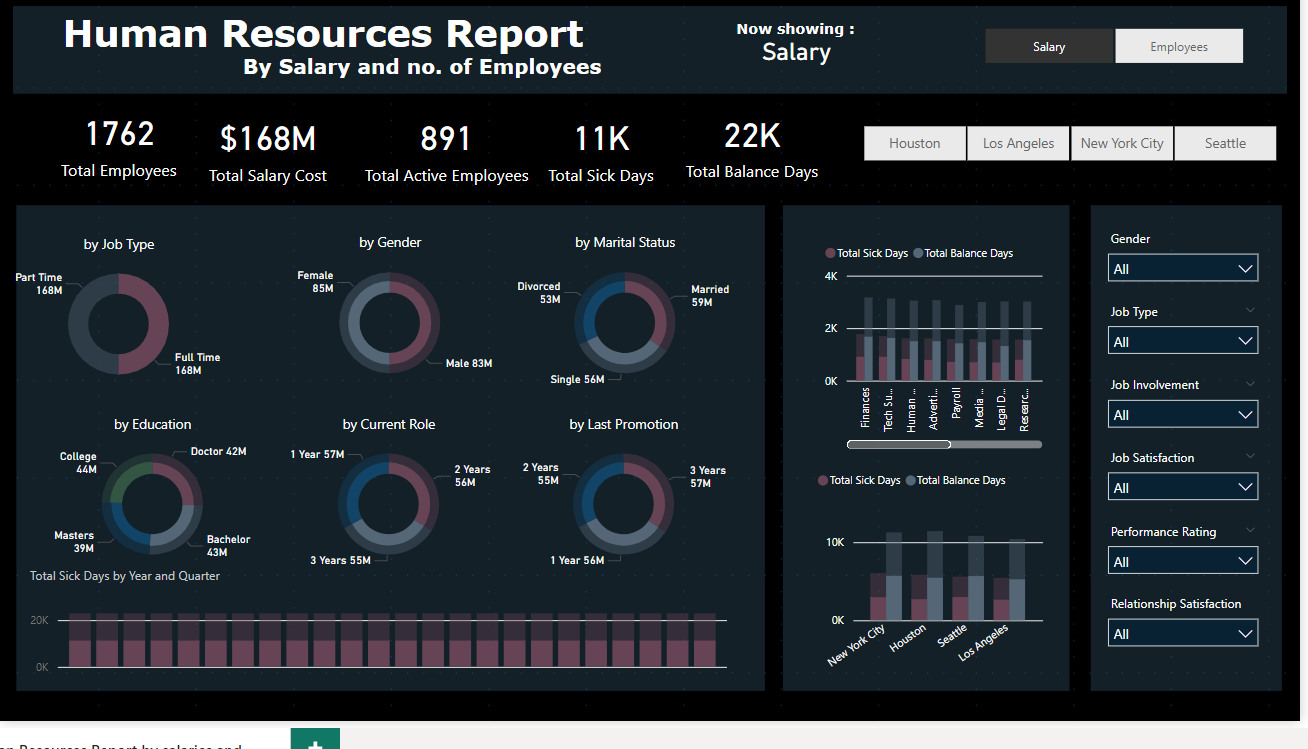 Human Resources Report
By Salary and no. of Employees
Now showing :
Salary
Salary
Employees
1762
Total Employees
$168M
Total Salary Cost
891
Total Active Employees
11K
Total Sick Days
22K
Total Balance Days
Houston
Los Angeles
New York City
Seattle
by Job Type
Part Time
168M
Full Time
168M
by Gender
Female
85M
Male 83M
by Marital Status
Divorced
53M
Married
59M
Single 56M
by Education
College
44M
Doctor 42M
Masters
39M
Bachelor
43M
by Current Role
1 Year 57M
2 Years
56M
3 Years 55M
by Last Promotion
2 Years
55M
3 Years
57M
1 Year 56M
Total Sick Days by Year and Quarter
20K
0K
Total Sick Days
Total Balance Days
4K
2K
0K
Finances
Tech Su...
Human ...
Adverti...
Payroll
Media ...
Legal D...
Researc...
Total Sick Days
Total Balance Days
10K
0K
New York City
Houston
Seattle
Los Angeles
Gender
All
Job Type
All
Job Involvement
All
Job Satisfaction
All
Performance Rating
All
Relationship Satisfaction
All
Resources Report by salaries and